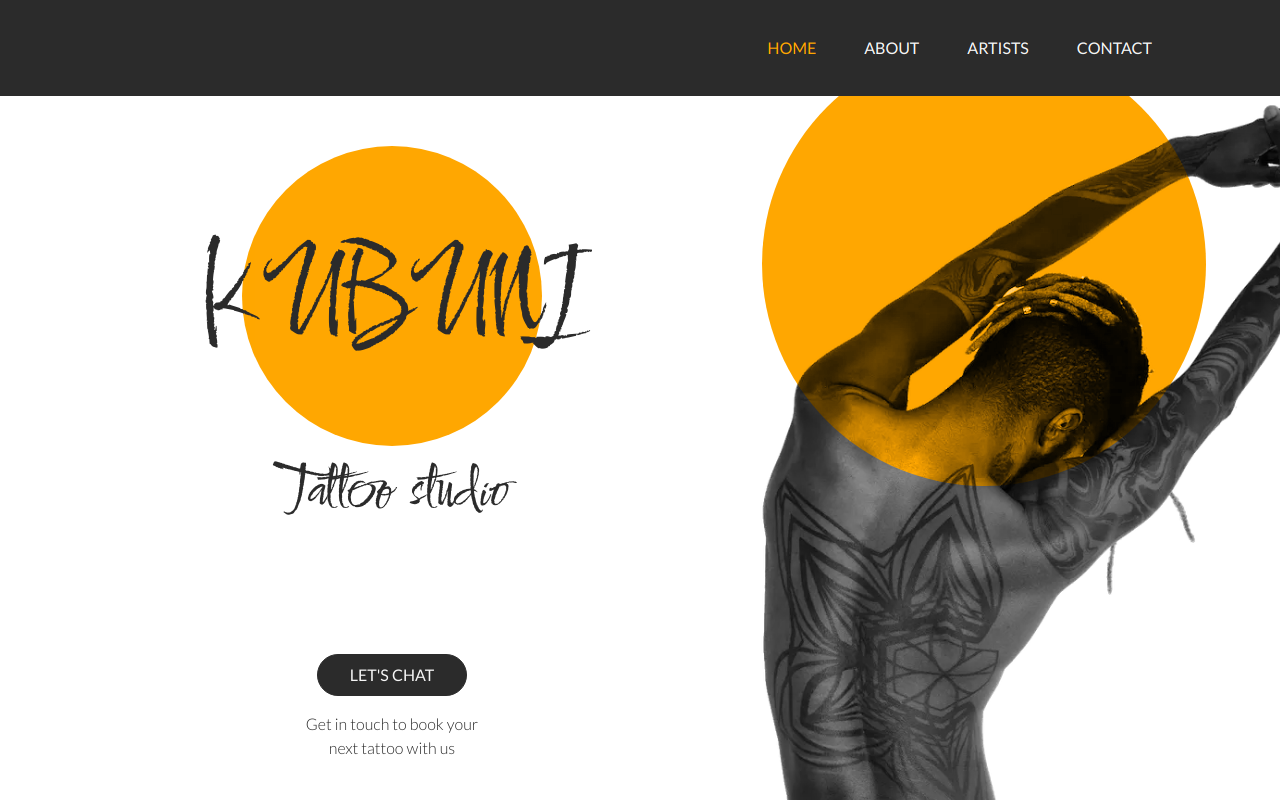 HOME ABOUT ARTISTS CONTACT
KUBUNI
Tattoo studio
LET'S CHAT
Get in touch to book your
next tattoo with us